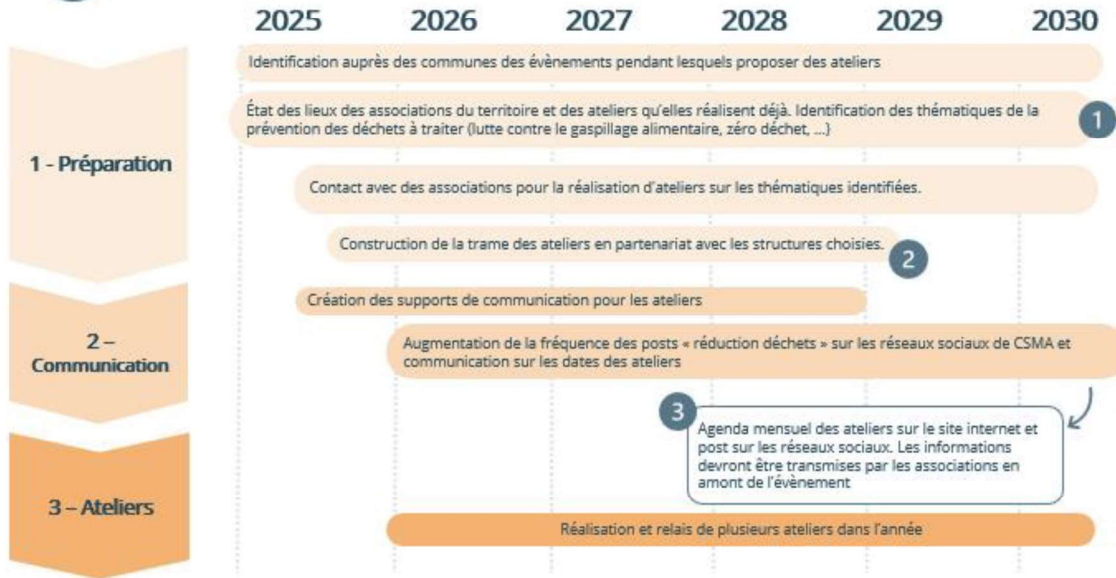 2025 2026 2027 2028 2029 2030
1 - Préparation
Identification auprès des communes des évènements pendant lesquels proposer des ateliers
État des lieux des associations du territoire et des ateliers qu'elles réalisent déjà. Identification des thématiques de la
prévention des déchets à traiter (lutte contre le gaspillage alimentaire, zéro déchet, ...)
1
Contact avec des associations pour la réalisation d'ateliers sur les thématiques identifiées.
Construction de la trame des ateliers en partenariat avec les structures choisies.
2
2 –
Communication
Création des supports de communication pour les ateliers
Augmentation de la fréquence des posts « réduction déchets » sur les réseaux sociaux de CSMA et
communication sur les dates des ateliers
3
Agenda mensuel des ateliers sur le site internet et
post sur les réseaux sociaux. Les informations
devront être transmises par les associations en
amont de l'évènement
3 – Ateliers
Réalisation et relais de plusieurs ateliers dans l'année